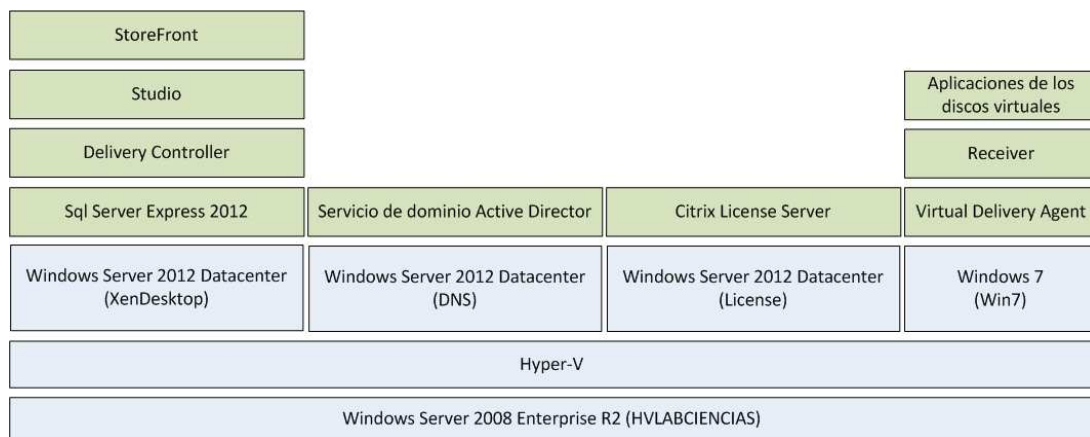 StoreFront
Studio
Aplicaciones de los
discos virtuales
Delivery Controller
Receiver
Sql Server Express 2012
Servicio de dominio Active Director
Citrix License Server
Virtual Delivery Agent
Windows Server 2012 Datacenter
(XenDesktop)
Windows Server 2012 Datacenter
(DNS)
Windows Server 2012 Datacenter
(License)
Windows 7
(Win7)
Hyper-V
Windows Server 2008 Enterprise R2 (HVLABCIENCIAS)